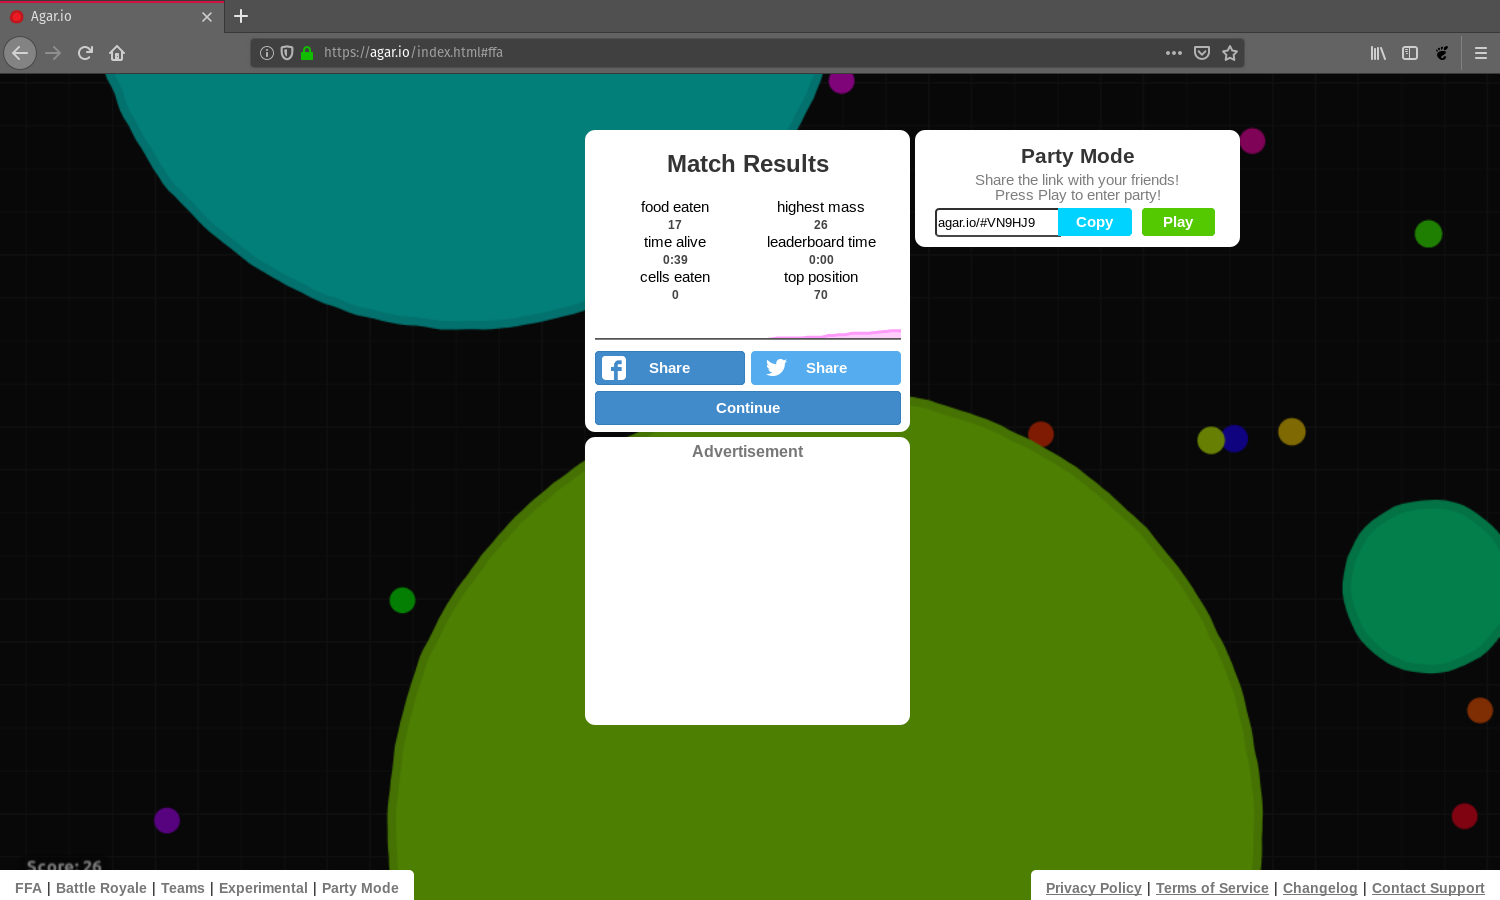 Agar.io
https://agar.io/index.html#ffa
Match Results
food eaten
17
highest mass
26
time alive
0:39
leaderboard time
0:00
cells eaten
0
top position
70
Share
Share
Continue
Advertisement
Party Mode
Share the link with your friends!
Press Play to enter party!
agar.io/#VN9HJ9
Copy
Play
Score: 26
FFA | Battle Royale | Teams | Experimental | Party Mode
Privacy Policy | Terms of Service | Changelog | Contact Support